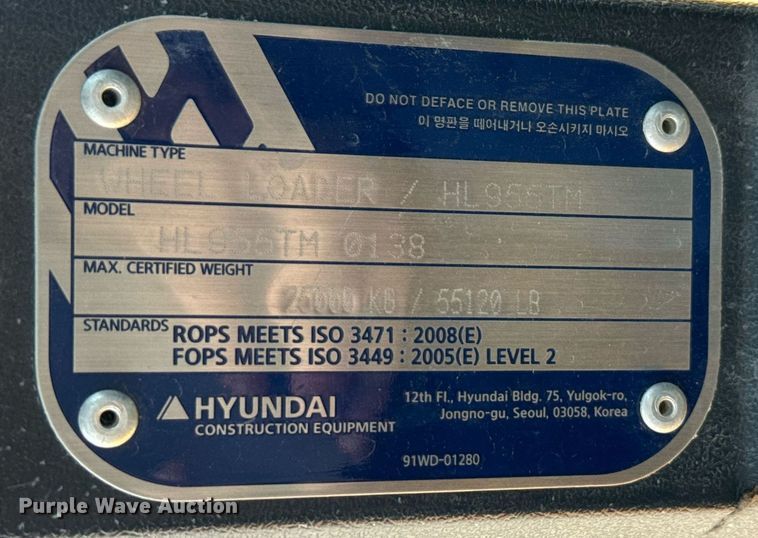 DO NOT DEFACE OR REMOVE THIS PLATE
이 명판을 떼어내거나 오손시키지 마시오
MACHINE TYPE
WHEEL LOADER / HL955TM
MODEL
HL955TM 0138
MAX. CERTIFIED WEIGHT
25000 KG / 55120 LB
STANDARDS ROPS MEETS ISO 3471 : 2008(E)
FOPS MEETS ISO 3449 : 2005(E) LEVEL 2
HYUNDAI
CONSTRUCTION EQUIPMENT
12th Fl., Hyundai Bldg. 75, Yulgok-ro,
Jongno-gu, Seoul, 03058, Korea
91WD-01280
Purple Wave Auction